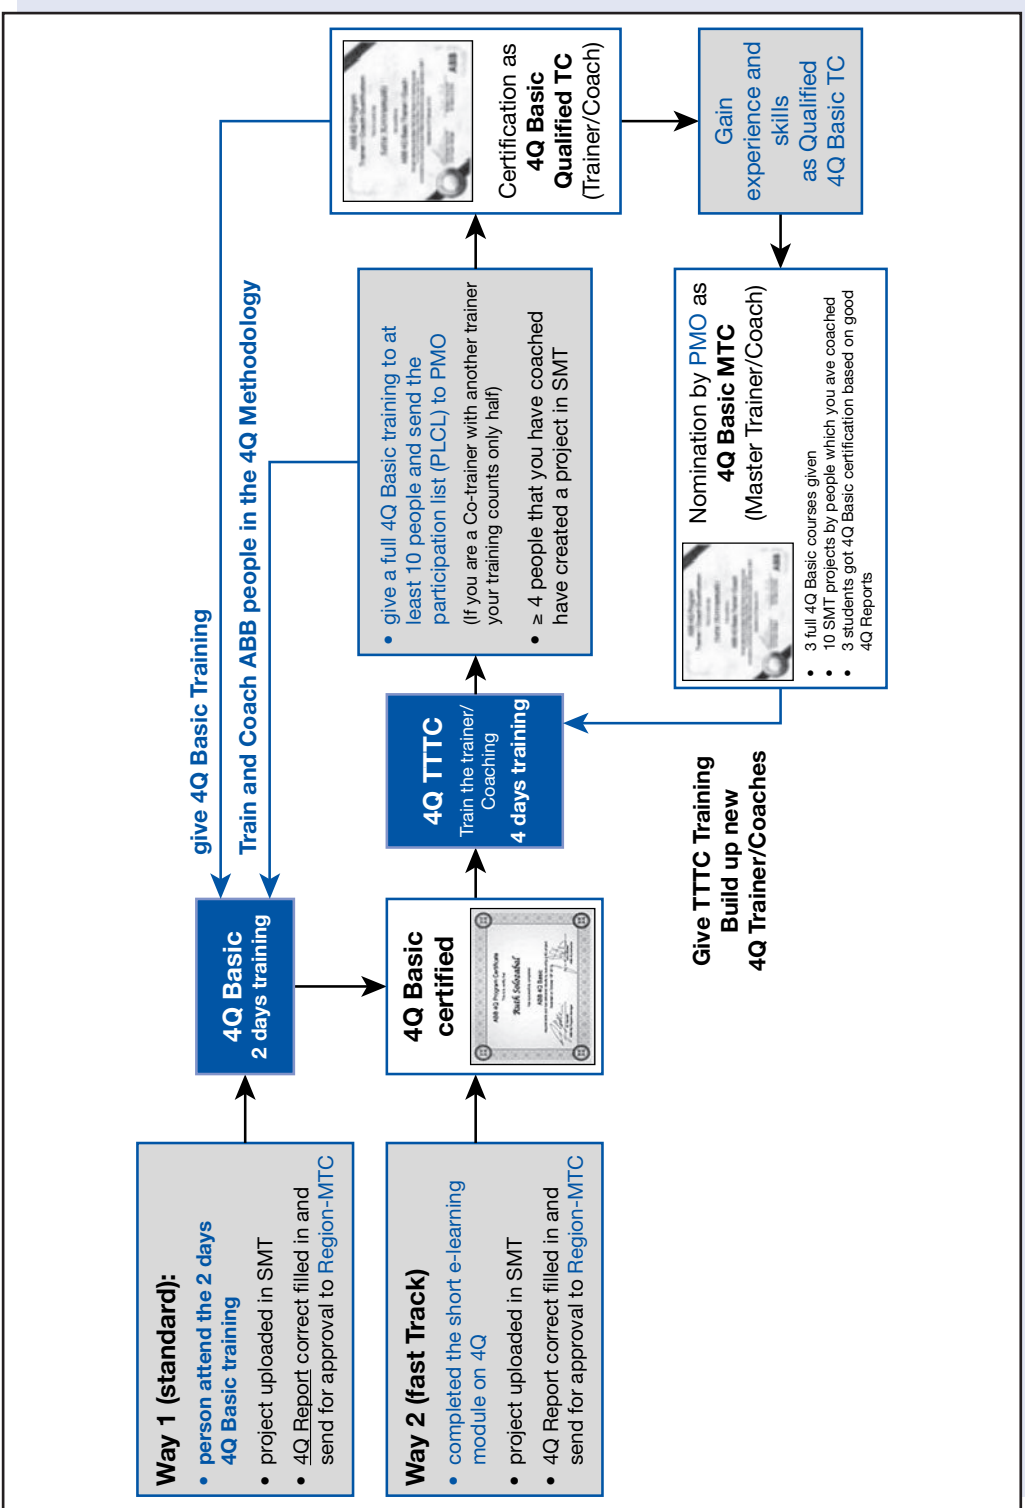 Way 1 (standard):
• person attend the 2 days
4Q Basic training
• project uploaded in SMT
• 4Q Report correct filled in and
send for approval to Region-MTC
Way 2 (fast Track)
• completed the short e-learning
module on 4Q
• project uploaded in SMT
• 4Q Report correct filled in and
send for approval to Region-MTC
4Q Basic
2 days training
4Q Basic
certified
ABB 4Q Program Certificate
ABB 4Q Basic
give 4Q Basic Training
Train and Coach ABB people in the 4Q Methodology
4Q TTTC
Train the trainer/
Coaching
4 days training
• give a full 4Q Basic training to at
least 10 people and send the
participation list (PLCL) to PMO
(If you are a Co-trainer with another trainer
your training counts only half)
• ≥ 4 people that you have coached
have created a project in SMT
Certification as
4Q Basic
Qualified TC
(Trainer/Coach)
Gain
experience and
skills
as Qualified
4Q Basic TC
Nomination by PMO as
4Q Basic MTC
(Master Trainer/Coach)
• 3 full 4Q Basic courses given
• 10 SMT projects by people which you ave coached
• 3 students got 4Q Basic certification based on good
4Q Reports
Give TTTC Training
Build up new
4Q Trainer/Coaches